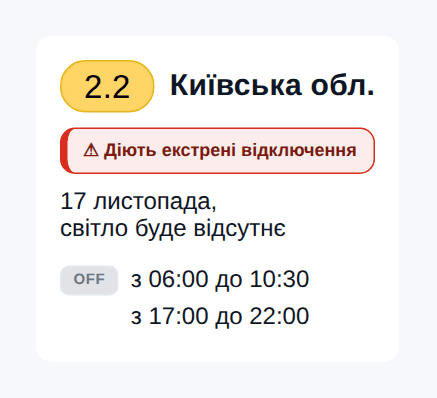 2.2 Київська обл.
⚠ Діють екстрені відключення
17 листопада,
світло буде відсутнє
OFF з 06:00 до 10:30
з 17:00 до 22:00